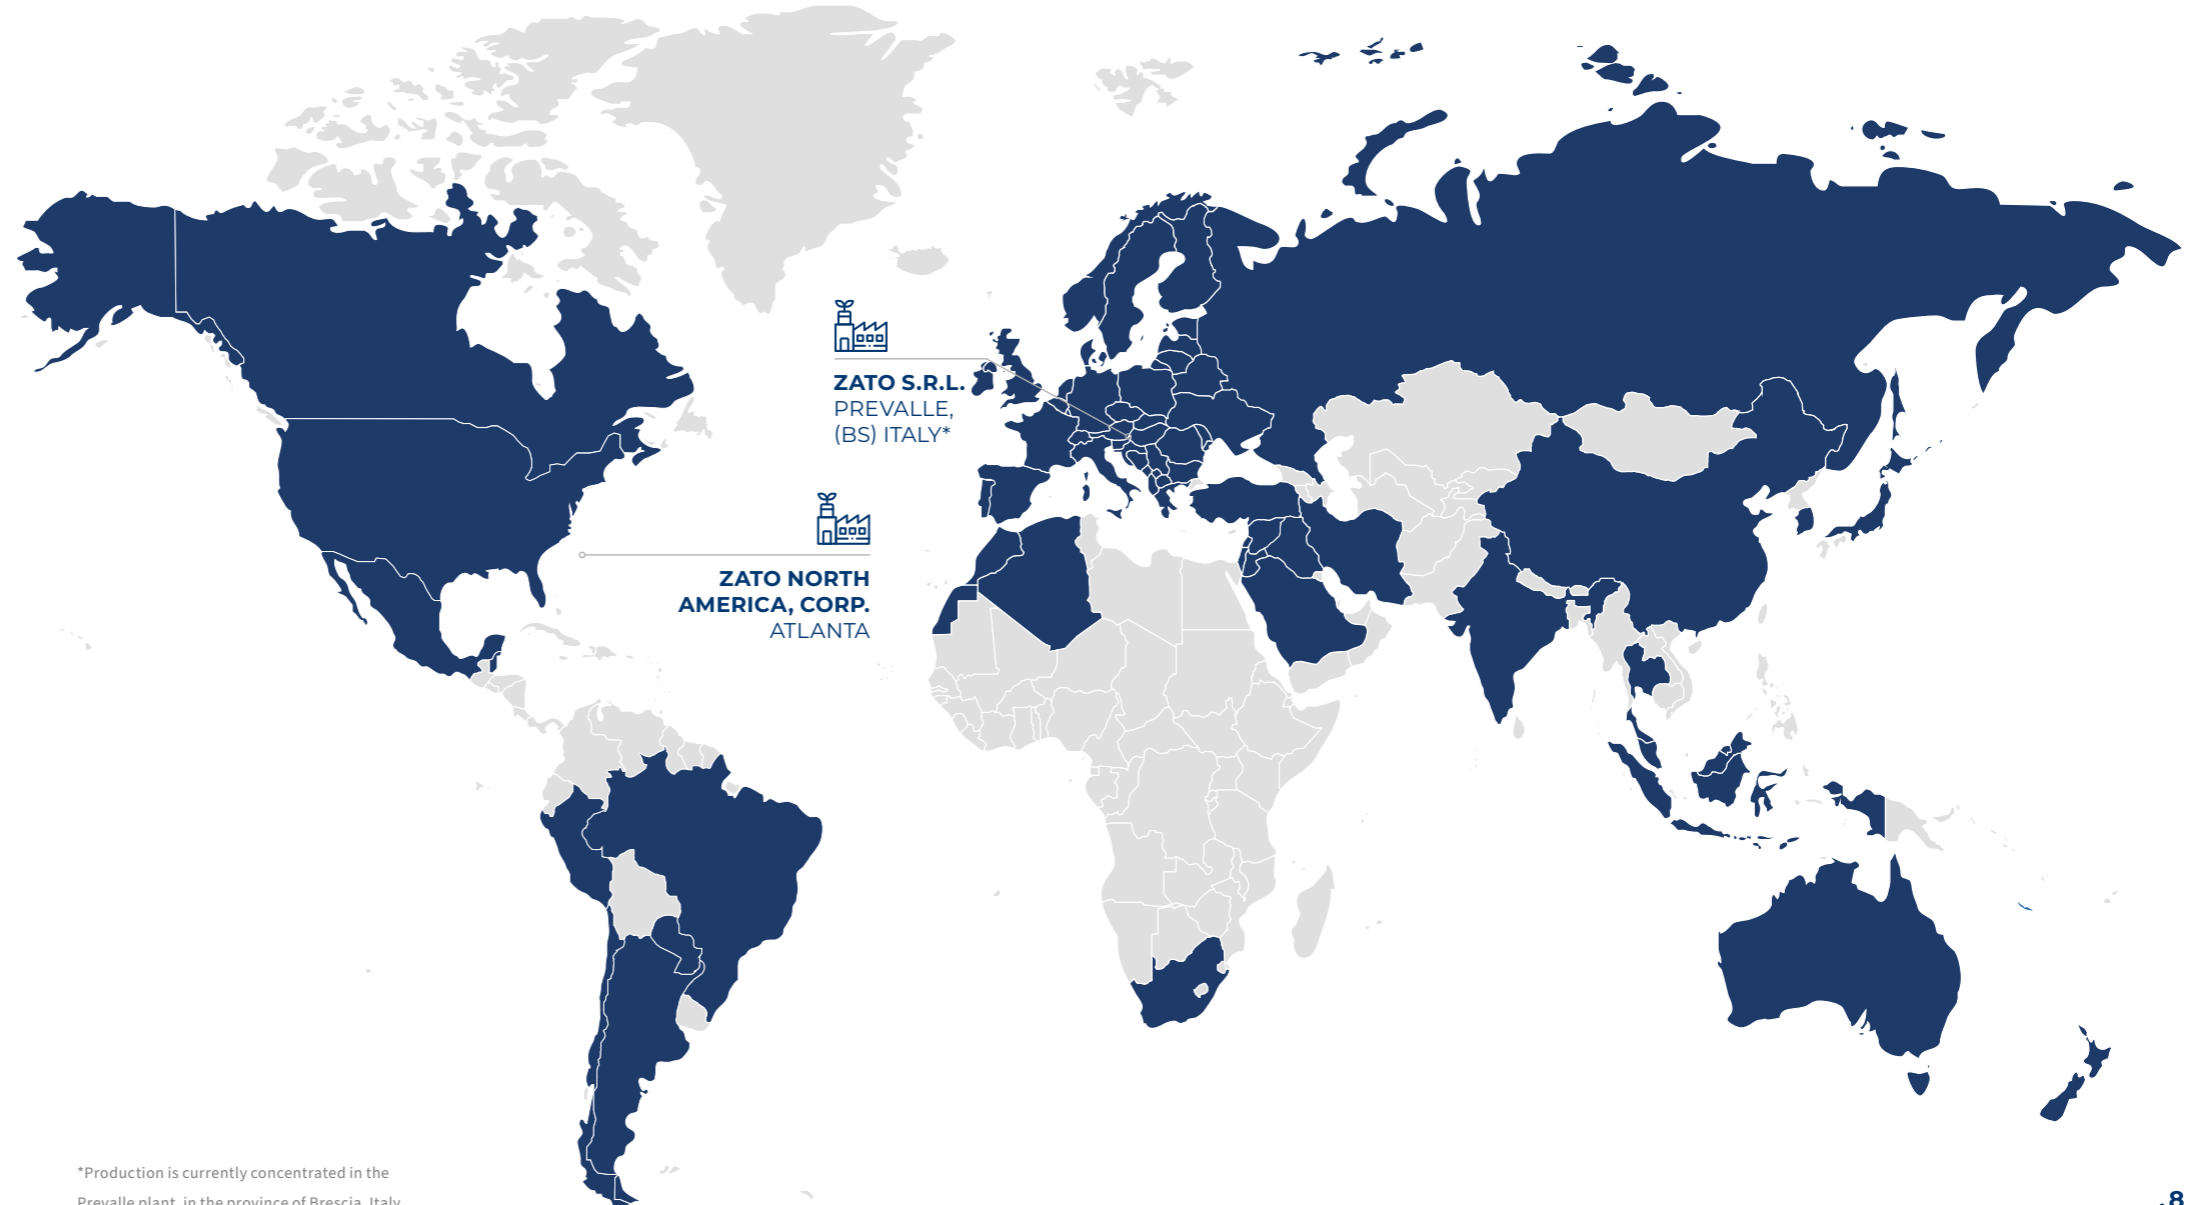 ZATO S.R.L.
PREVALLE,
(BS) ITALY*
ZATO NORTH
AMERICA, CORP.
ATLANTA
*Production is currently concentrated in the
Prevalle plant, in the province of Brescia, Italy
.8